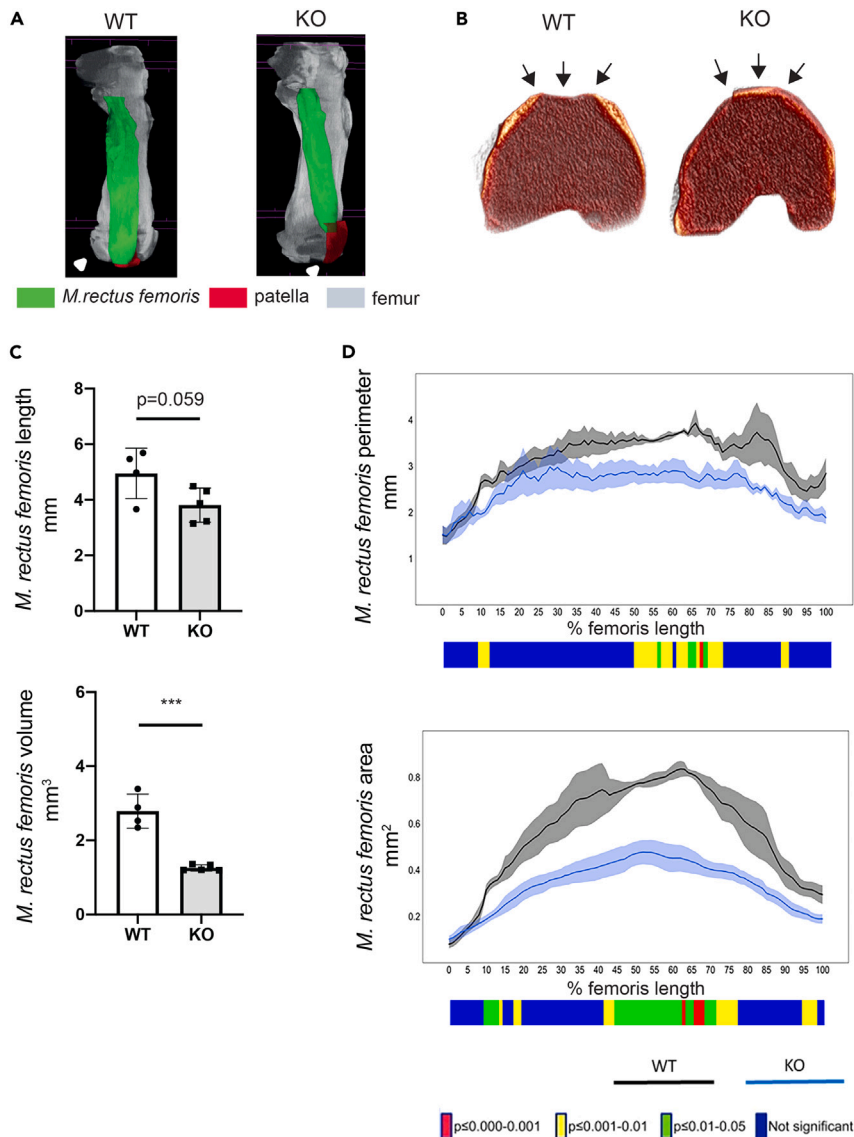 A
WT
KO
B
WT
KO
M.rectus femoris
patella
femur
C
M. rectus femoris length
mm
8
6
4
2
0
p=0.059
WT
KO
M. rectus femoris volume
mm3
6
4
2
0
***
WT
KO
D
M. rectus femoris perimeter
mm
4
3
2
1
0 5 10 15 20 25 30 35 40 45 50 55 60 65 70 75 80 85 90 95 100
% femoris length
M. rectus femoris area
mm2
0.8
0.6
0.4
0.2
0 5 10 15 20 25 30 35 40 45 50 55 60 65 70 75 80 85 90 95 100
% femoris length
WT
KO
p≤0.000-0.001
p≤0.001-0.01
p≤0.01-0.05
Not significant